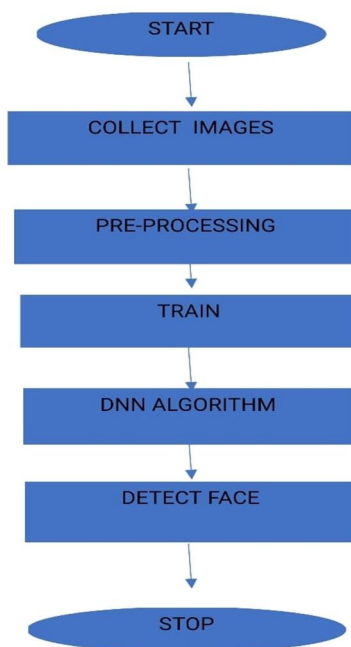 START
COLLECT IMAGES
PRE-PROCESSING
TRAIN
DNN ALGORITHM
DETECT FACE
STOP